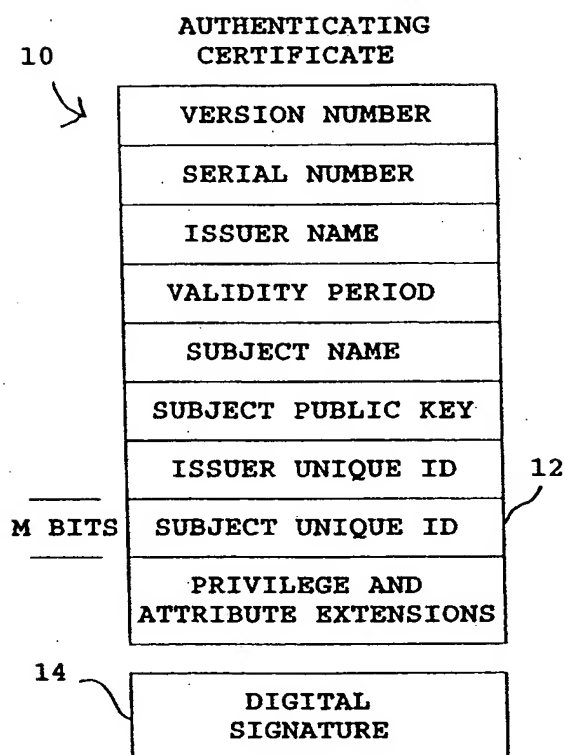 AUTHENTICATING
CERTIFICATE
10
VERSION NUMBER
SERIAL NUMBER
ISSUER NAME
VALIDITY PERIOD
SUBJECT NAME
SUBJECT PUBLIC KEY
ISSUER UNIQUE ID
12
M BITS
SUBJECT UNIQUE ID
PRIVILEGE AND
ATTRIBUTE EXTENSIONS
14
DIGITAL
SIGNATURE